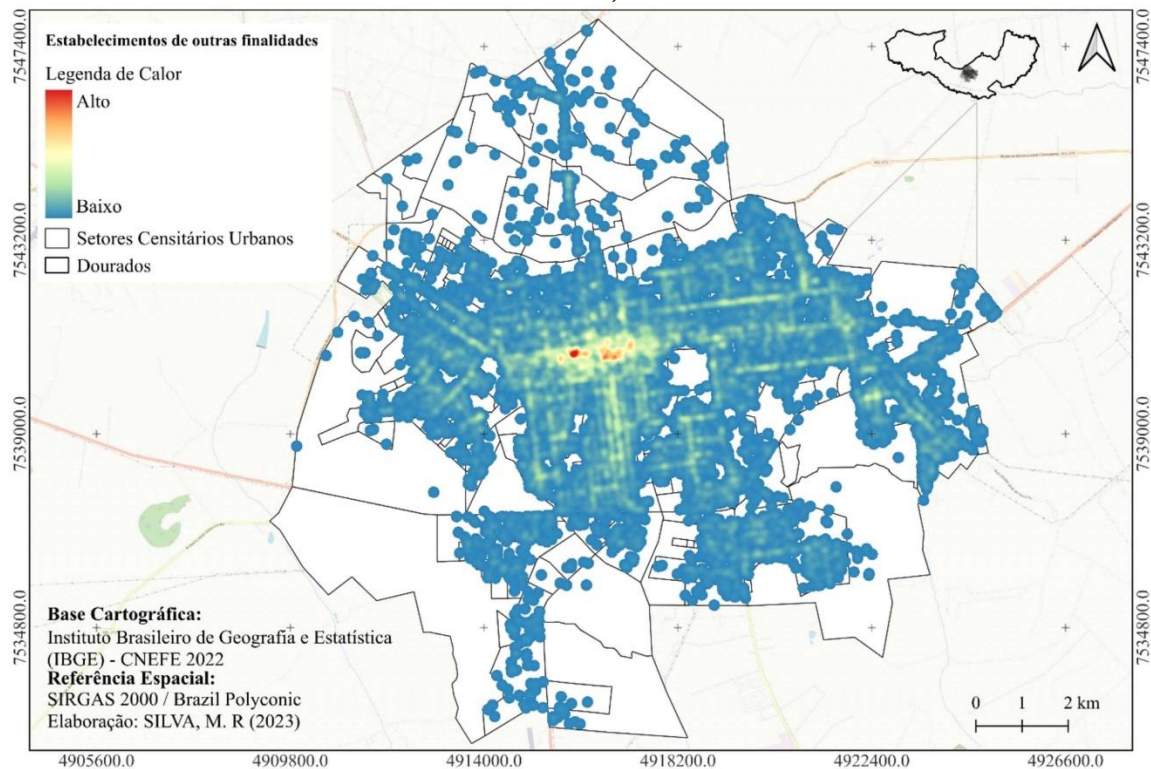 Estabelecimentos de outras finalidades
Legenda de Calor
Alto
Baixo
Setores Censitários Urbanos
Dourados
Base Cartográfica:
Instituto Brasileiro de Geografia e Estatística
(IBGE) - CNEFE 2022
Referência Espacial:
SIRGAS 2000 / Brazil Polyconic
Elaboração: SILVA, M. R (2023)
0 1 2 km
7547400.0
7543200.0
7539000.0
7534800.0
7547400.0
7543200.0
7539000.0
7534800.0
4905600.0 4909800.0 4914000.0 4918200.0 4922400.0 4926600.0